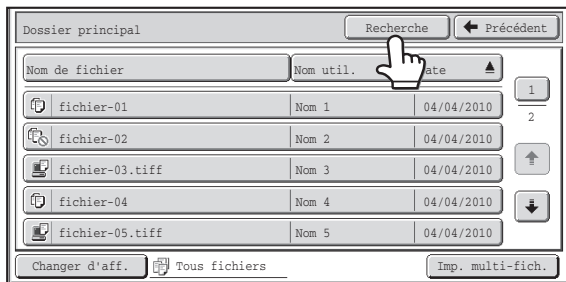 Dossier principal Recherche Précédent
Nom de fichier Nom util. ate
fichier-01 Nom 1 04/04/2010
fichier-02 Nom 2 04/04/2010
fichier-03.tiff Nom 3 04/04/2010
fichier-04 Nom 4 04/04/2010
fichier-05.tiff Nom 5 04/04/2010
1
2
Changer d'aff. Tous fichiers Imp. multi-fich.